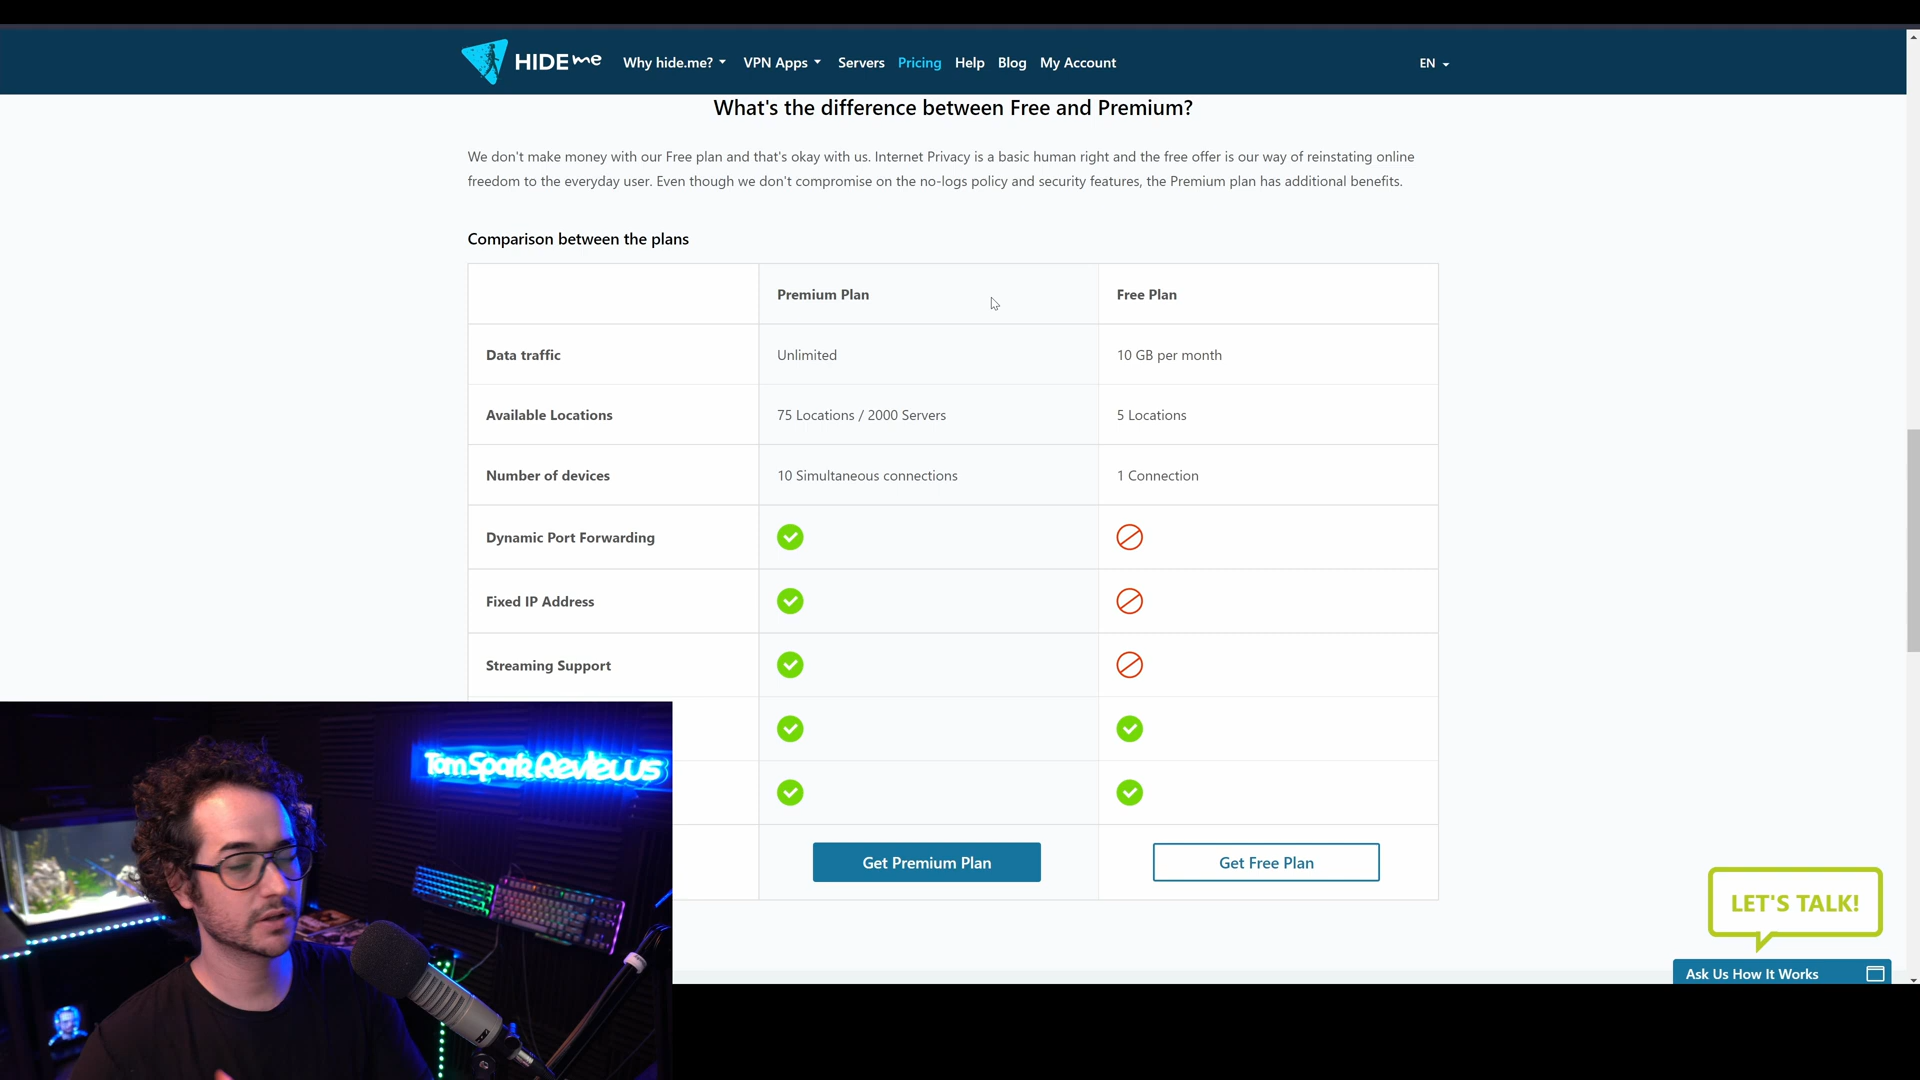 HIDEme
Why hide.me?
VPN Apps
Servers
Pricing
Help
Blog
My Account
EN
What's the difference between Free and Premium?
We don't make money with our Free plan and that's okay with us. Internet Privacy is a basic human right and the free offer is our way of reinstating online
freedom to the everyday user. Even though we don't compromise on the no-logs policy and security features, the Premium plan has additional benefits.
Comparison between the plans
Premium Plan
Free Plan
Data traffic
Unlimited
10 GB per month
Available Locations
75 Locations / 2000 Servers
5 Locations
Number of devices
10 Simultaneous connections
1 Connection
Dynamic Port Forwarding
Fixed IP Address
Streaming Support
Tom Spark Reviews
Get Premium Plan
Get Free Plan
LET'S TALK!
Ask Us How It Works